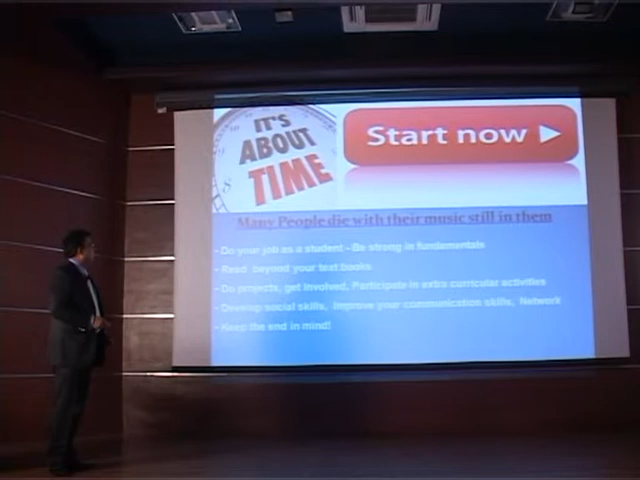 IT'S
ABOUT
TIME
Start now
Many People die with their music still in them
- Do your job as a student - Be strong in fundamentals
- Read beyond your text books
- Do projects, get involved, Participate in extra curricular activities
- Develop social skills, Improve your communication skills, Network
- Keep the end in mind!